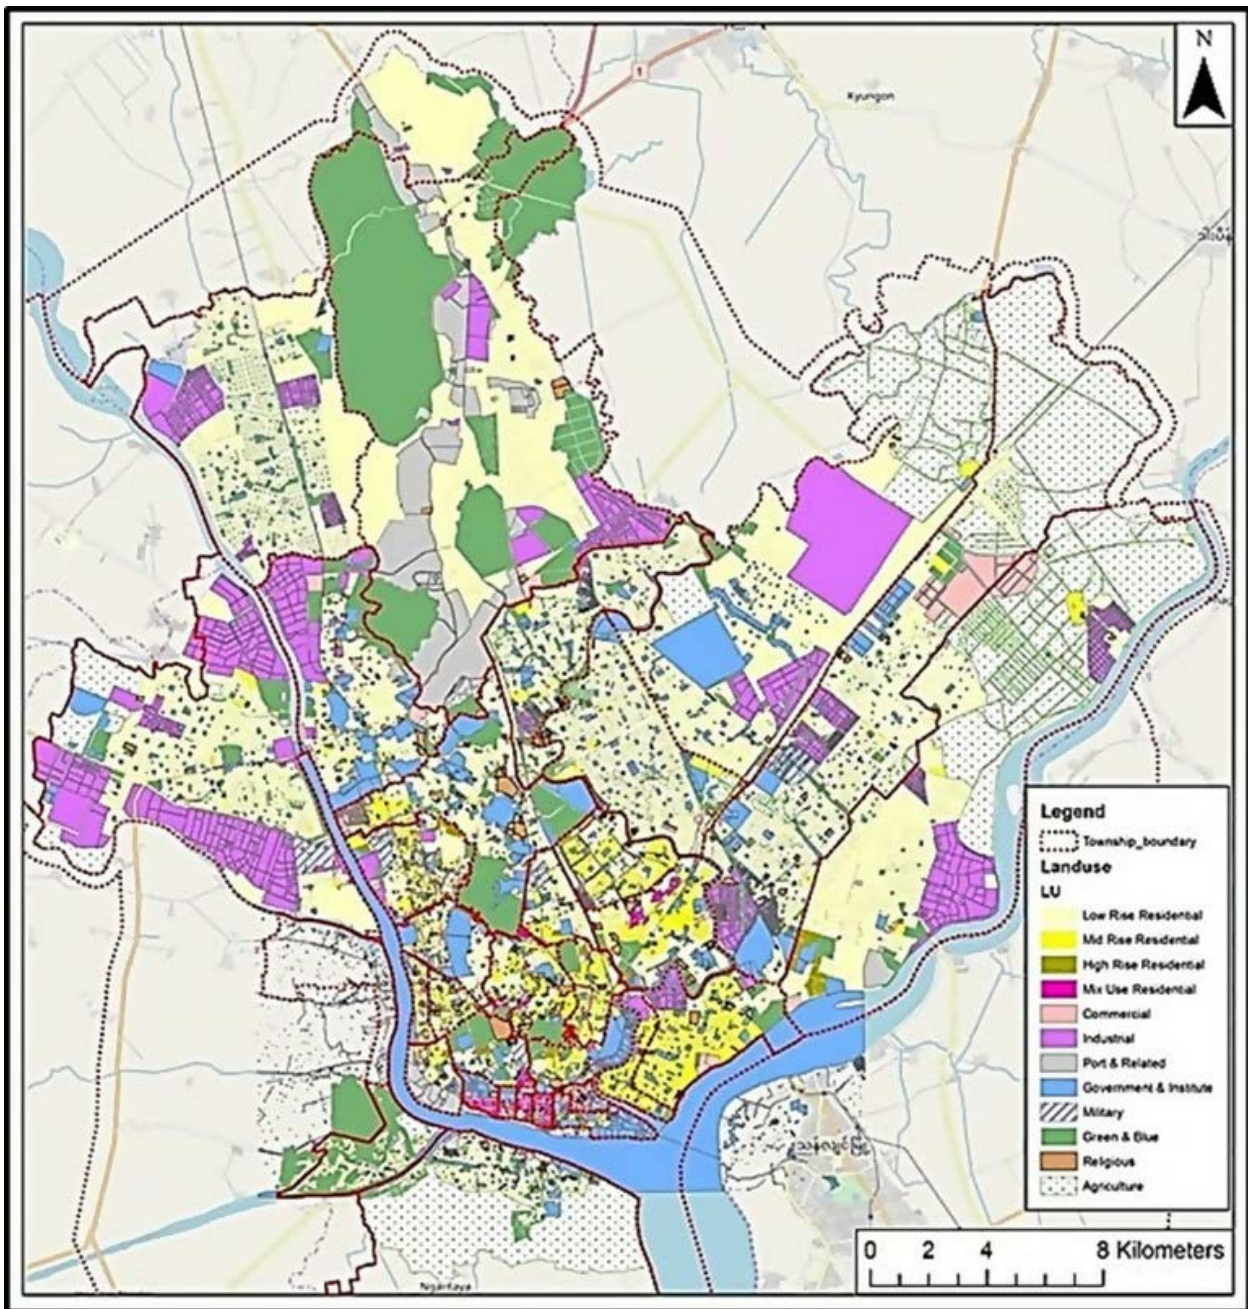 N
1
Kyungon
Legend
Township_boundary
Landuse
LU
Low Rise Residential
Mid Rise Residential
High Rise Residential
Mix Use Residential
Commercial
Industrial
Port & Related
Government & Institute
Military
Green & Blue
Religious
Agriculture
0 2 4 8 Kilometers